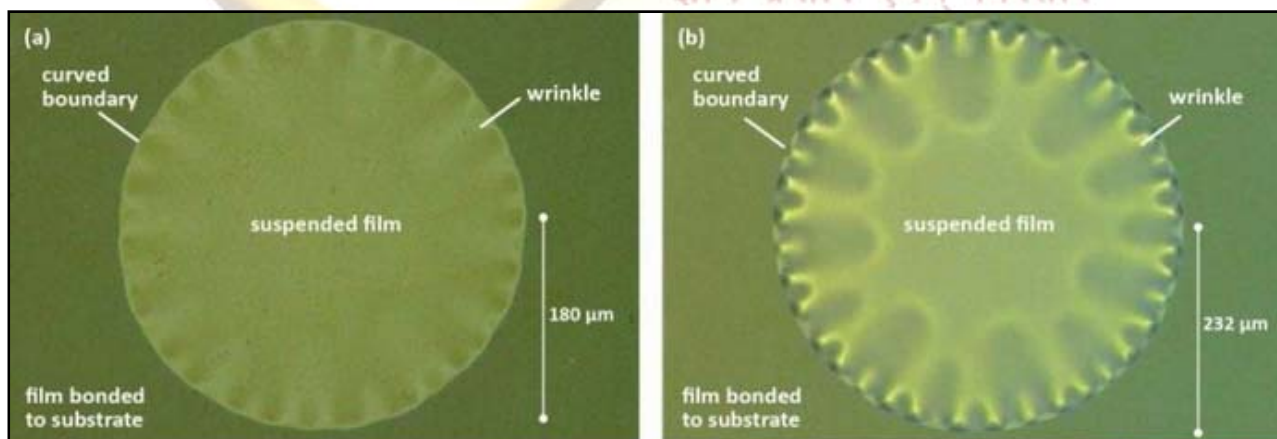 (a)
curved
boundary
wrinkle
suspended film
180 μm
film bonded
to substrate
(b)
curved
boundary
wrinkle
suspended film
232 μm
film bonded
to substrate